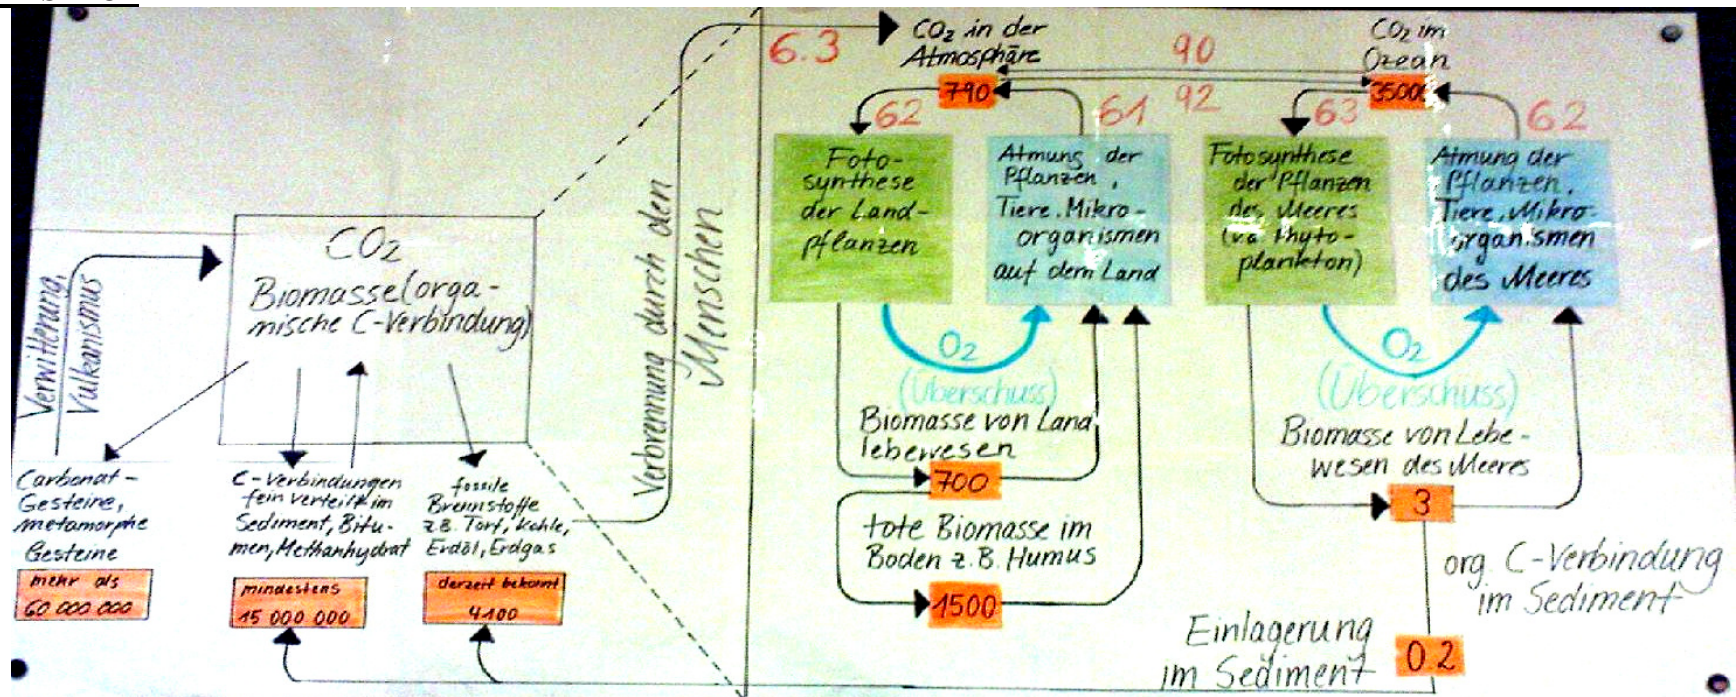 CO2
Biomasse(orga-
nische C-Verbindung)
Verwitterung,
Vulkanismus
Carbonat-
Gesteine,
metamorphe
Gesteine
mehr als
60 000 000
C-Verbindungen
fein verteilt im
Sediment, Bitu-
men, Methanhydrat
mindestens
15 000 000
fossile
Brennstoffe
z.B. Torf, Kohle,
Erdöl, Erdgas
derzeit bekannt
4100
Verbrennung durch den
Menschen
6.3
CO2 in der
Atmosphäre
790
90
92
CO2 im
Ozean
35000
62
61
63
62
Foto-
synthese
der Land-
pflanzen
Atmung der
Pflanzen,
Tiere, Mikro-
organismen
auf dem Land
Fotosynthese
der Pflanzen
des Meeres
(v.a. Phyto-
plankton)
Atmung der
Pflanzen,
Tiere, Mikro-
organismen
des Meeres
O2
(Überschuss)
Biomasse von Land
lebewesen
700
tote Biomasse im
Boden z.B. Humus
1500
O2
(Überschuss)
Biomasse von Lebe-
wesen des Meeres
3
org. C-Verbindung
im Sediment
Einlagerung
im Sediment
0.2